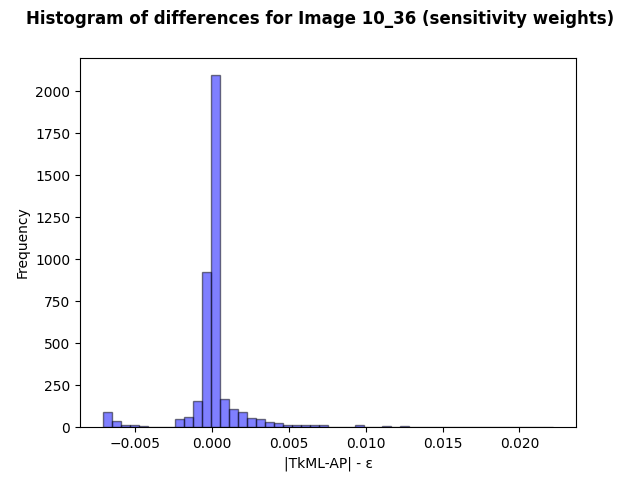 Histogram of differences for Image 10_36 (sensitivity weights)
2000
1750
1500
1250
1000
750
500
250
0
Frequency
−0.005 0.000 0.005 0.010 0.015 0.020
|TkML-AP| - ε